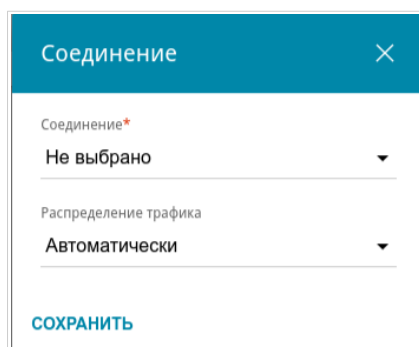 Соединение
Соединение*
Не выбрано
Распределение трафика
Автоматически
СОХРАНИТЬ